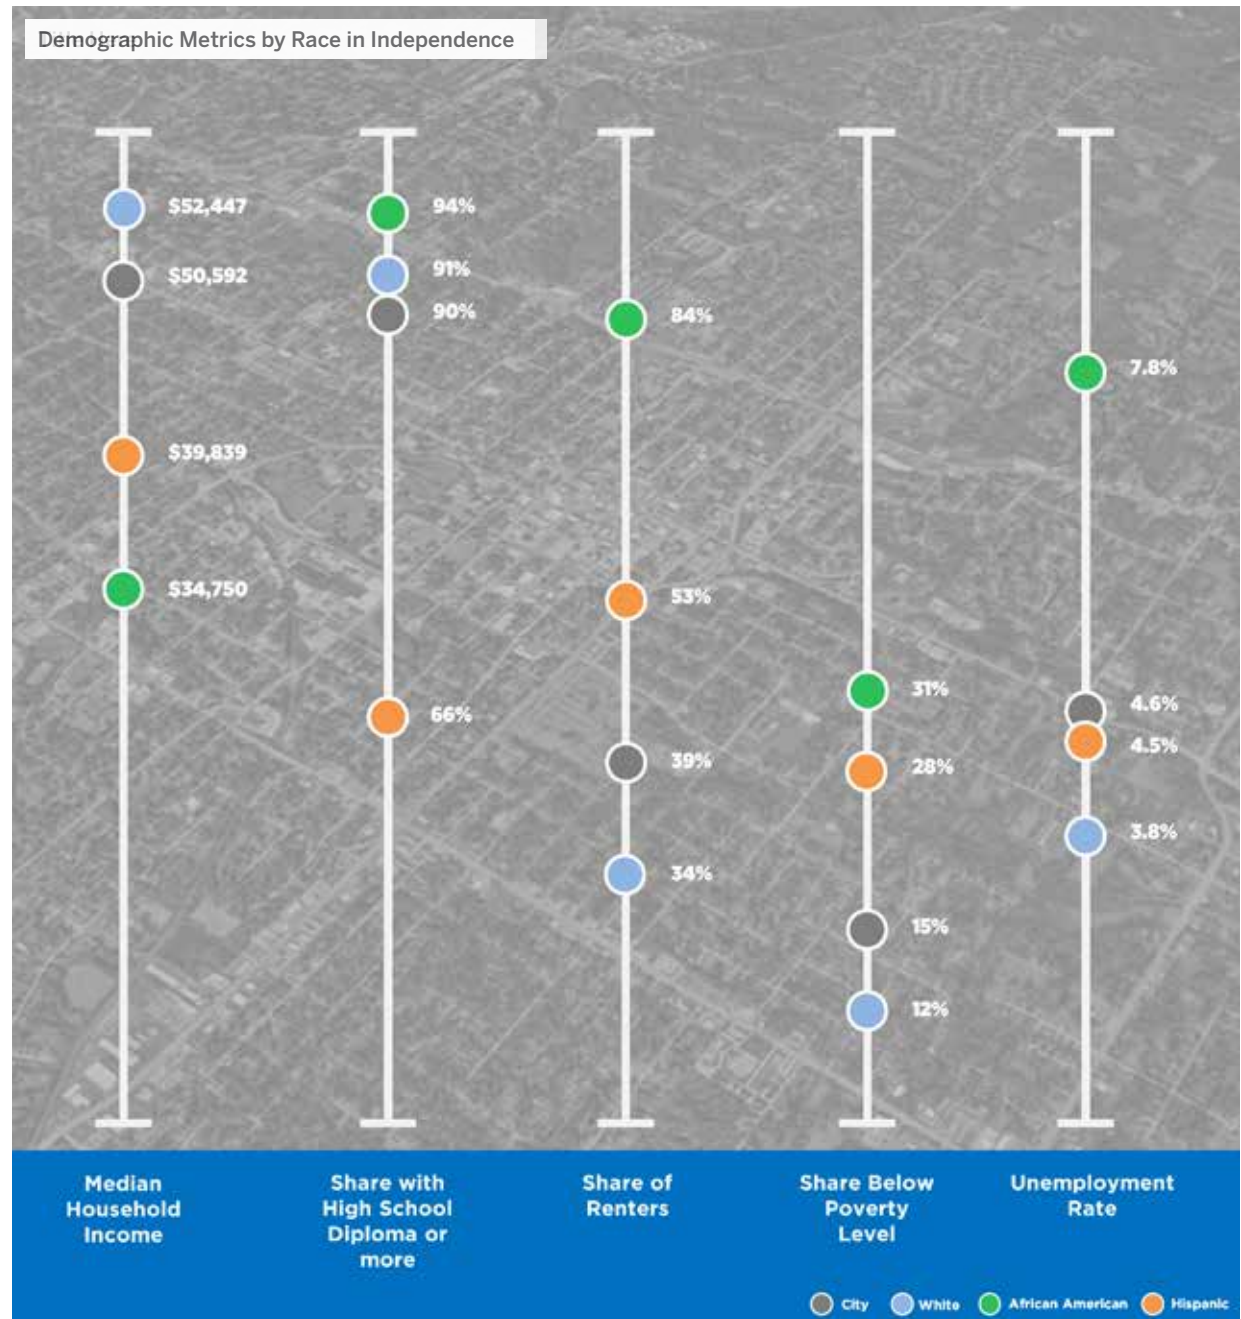 Demographic Metrics by Race in Independence
$52,447
$50,592
$39,839
$34,750
94%
91%
90%
66%
84%
53%
39%
34%
31%
28%
15%
12%
7.8%
4.6%
4.5%
3.8%
Median
Household
Income
Share with
High School
Diploma or
more
Share of
Renters
Share Below
Poverty
Level
Unemployment
Rate
City
White
African American
Hispanic